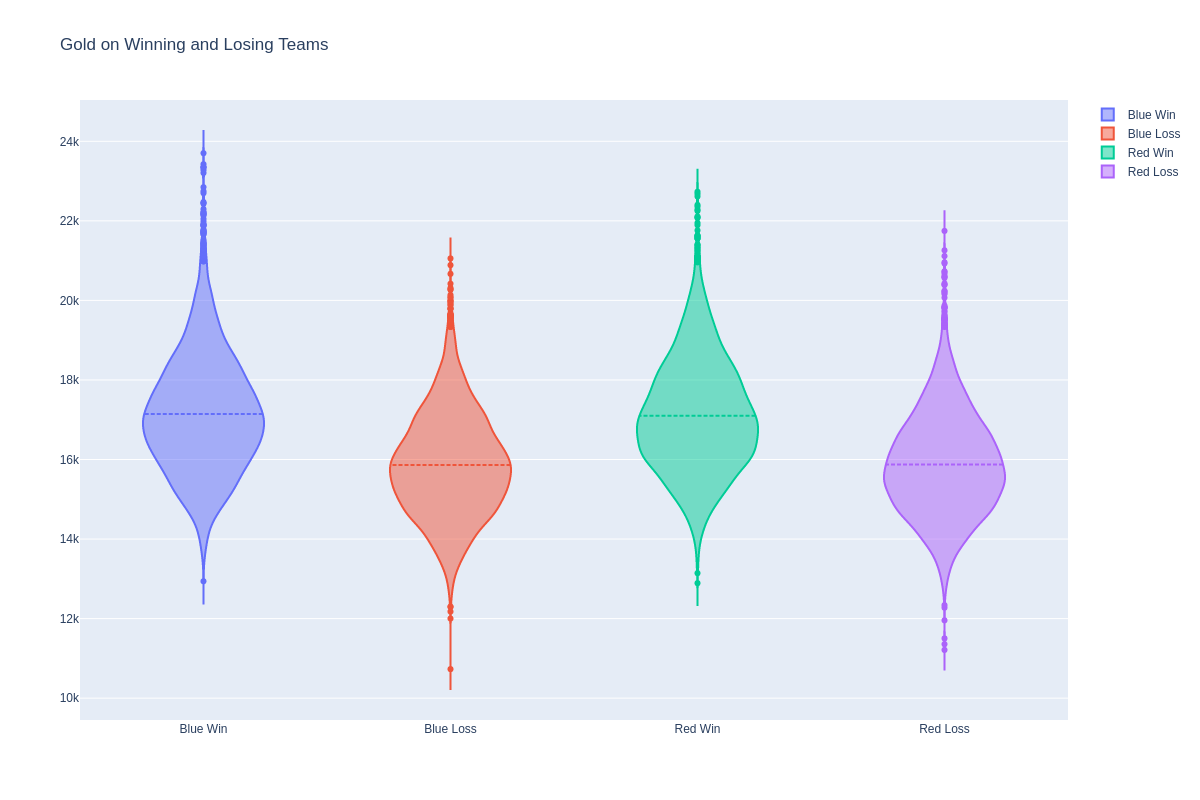 Gold on Winning and Losing Teams
24k
22k
20k
18k
16k
14k
12k
10k
Blue Win
Blue Loss
Red Win
Red Loss
Blue Win
Blue Loss
Red Win
Red Loss